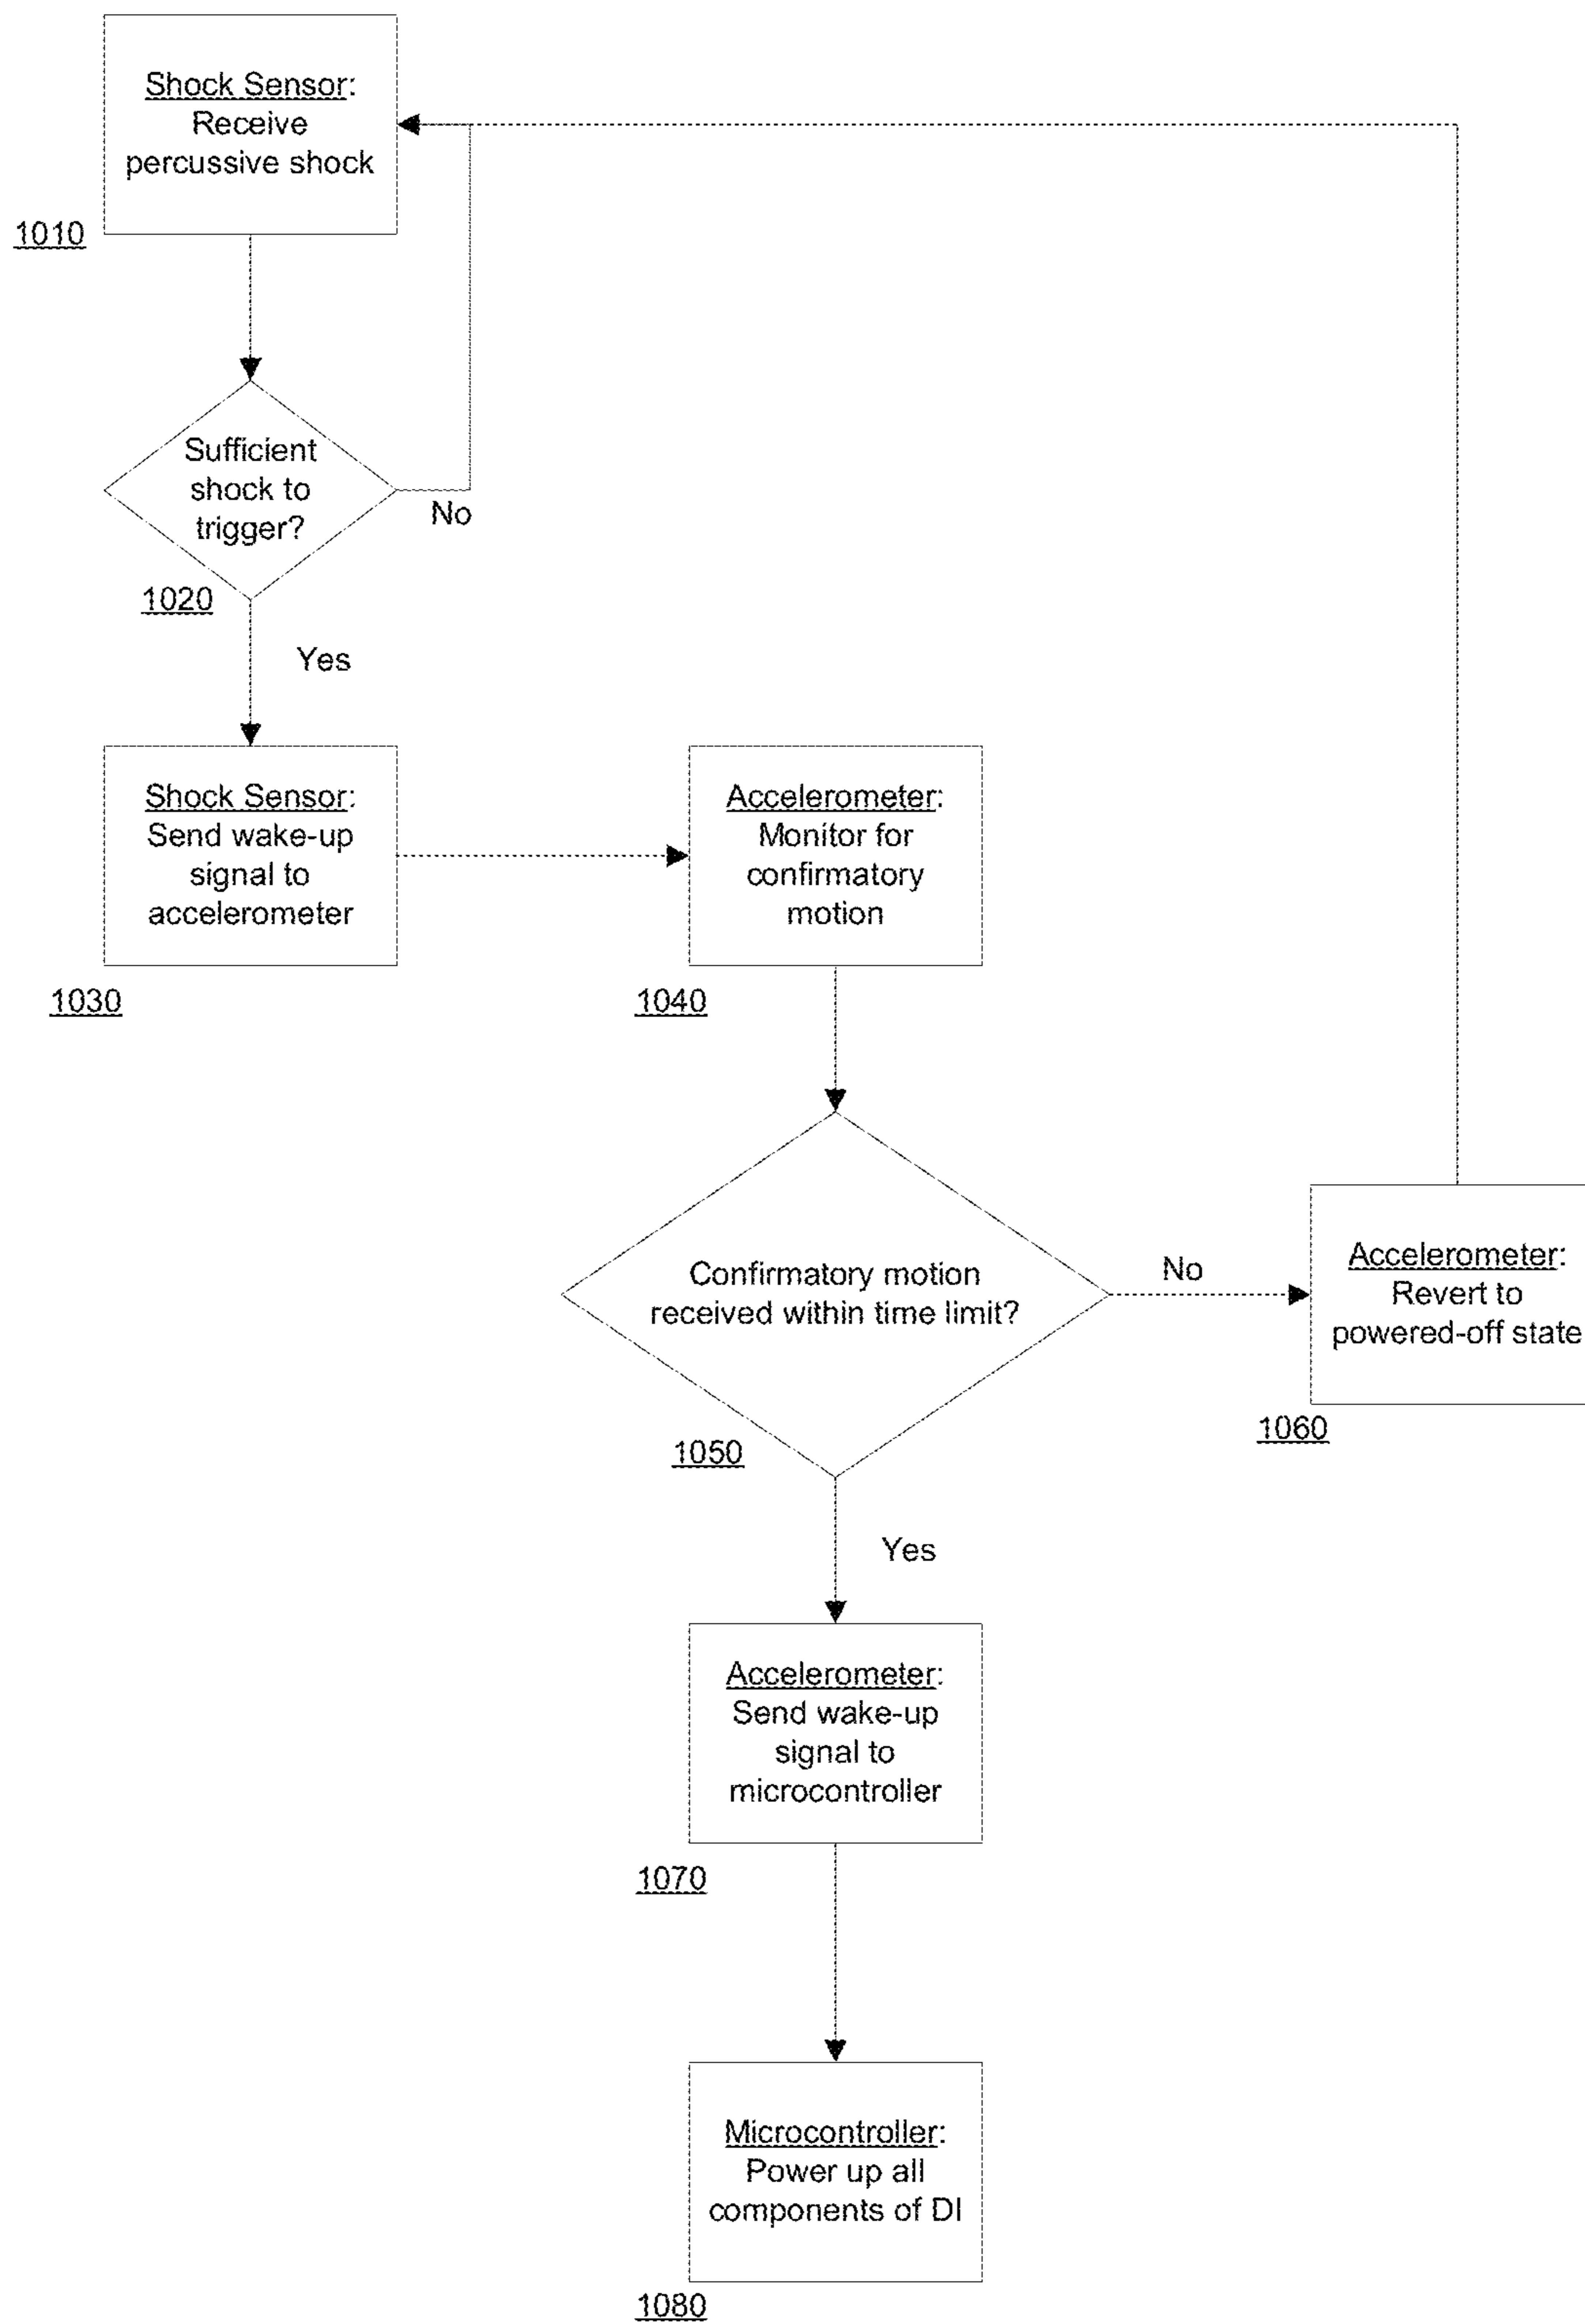 Shock Sensor:
Receive
percussive shock
1010
Sufficient
shock to
trigger?
No
1020
Yes
Shock Sensor:
Send wake-up
signal to
accelerometer
1030
Accelerometer:
Monitor for
confirmatory
motion
1040
Confirmatory motion
received within time limit?
1050
No
Accelerometer:
Revert to
powered-off state
1060
Yes
Accelerometer:
Send wake-up
signal to
microcontroller
1070
Microcontroller:
Power up all
components of DI
1080